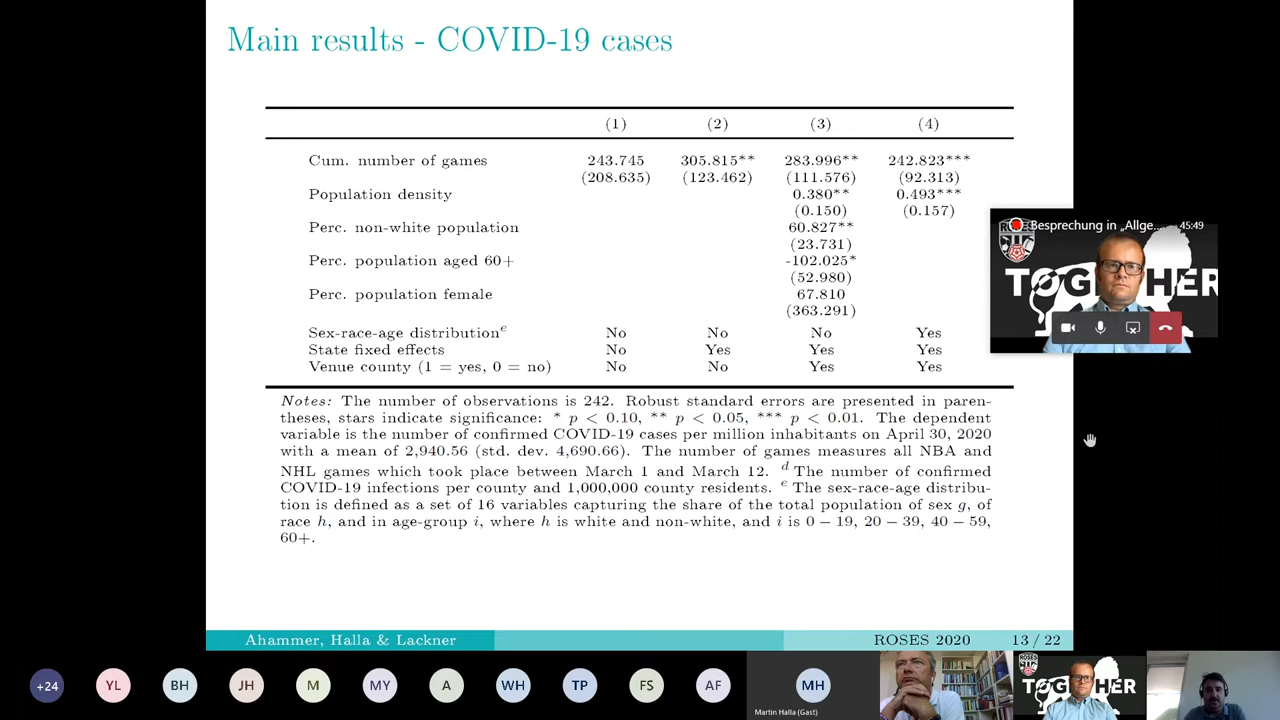 Main results - COVID-19 cases
(1) (2) (3) (4)
Cum. number of games 243.745 305.815** 283.996** 242.823***
(208.635) (123.462) (111.576) (92.313)
Population density 0.380** 0.493***
(0.150) (0.157)
Perc. non-white population 60.827**
(23.731)
Perc. population aged 60+ -102.025*
(52.980)
Perc. population female 67.810
(363.291)
Sex-race-age distribution^e No No No Yes
State fixed effects No Yes Yes Yes
Venue county (1 = yes, 0 = no) No No Yes Yes
Notes: The number of observations is 242. Robust standard errors are presented in paren-
theses, stars indicate significance: * p < 0.10, ** p < 0.05, *** p < 0.01. The dependent
variable is the number of confirmed COVID-19 cases per million inhabitants on April 30, 2020
with a mean of 2,940.56 (std. dev. 4,690.66). The number of games measures all NBA and
NHL games which took place between March 1 and March 12. ^d The number of confirmed
COVID-19 infections per county and 1,000,000 county residents. ^e The sex-race-age distribu-
tion is defined as a set of 16 variables capturing the share of the total population of sex g, of
race h, and in age-group i, where h is white and non-white, and i is 0 − 19, 20 − 39, 40 − 59,
60+.
Ahammer, Halla & Lackner ROSES 2020 13 / 22
Besprechung in „Allge... 45:49
TOGETHER
+24 YL BH JH M MY A WH TP FS AF MH
Martin Halla (Gast)
TOGETHER